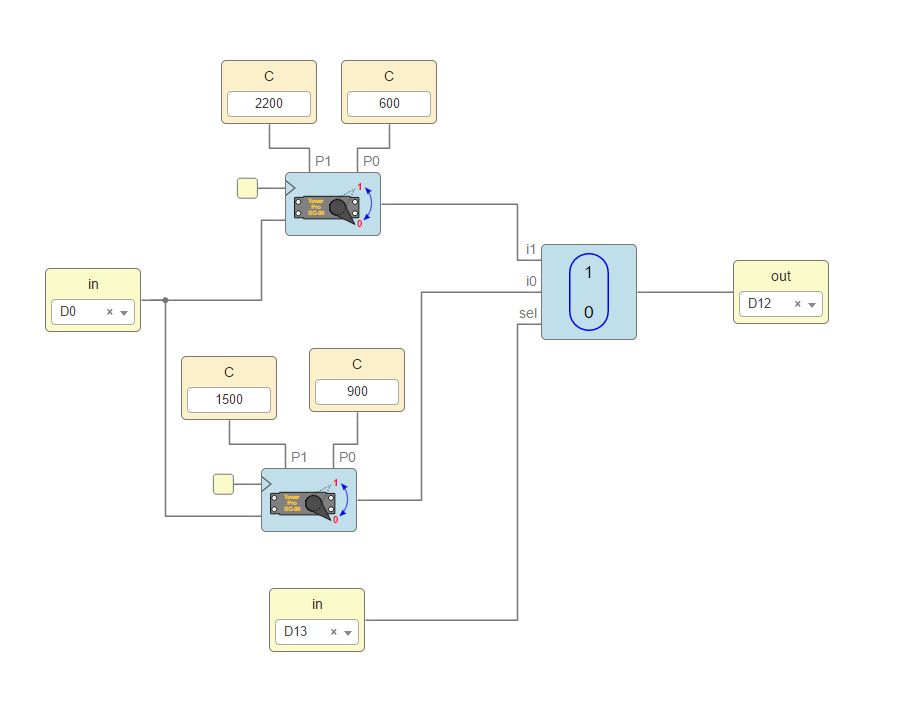 C
C
2200
600
P1
P0
1
Tower
Pro
SG-90
0
i1
1
in
i0
out
D0 ×
D12 ×
sel
0
C
C
1500
900
P1
P0
1
Tower
Pro
SG-90
0
in
D13 ×